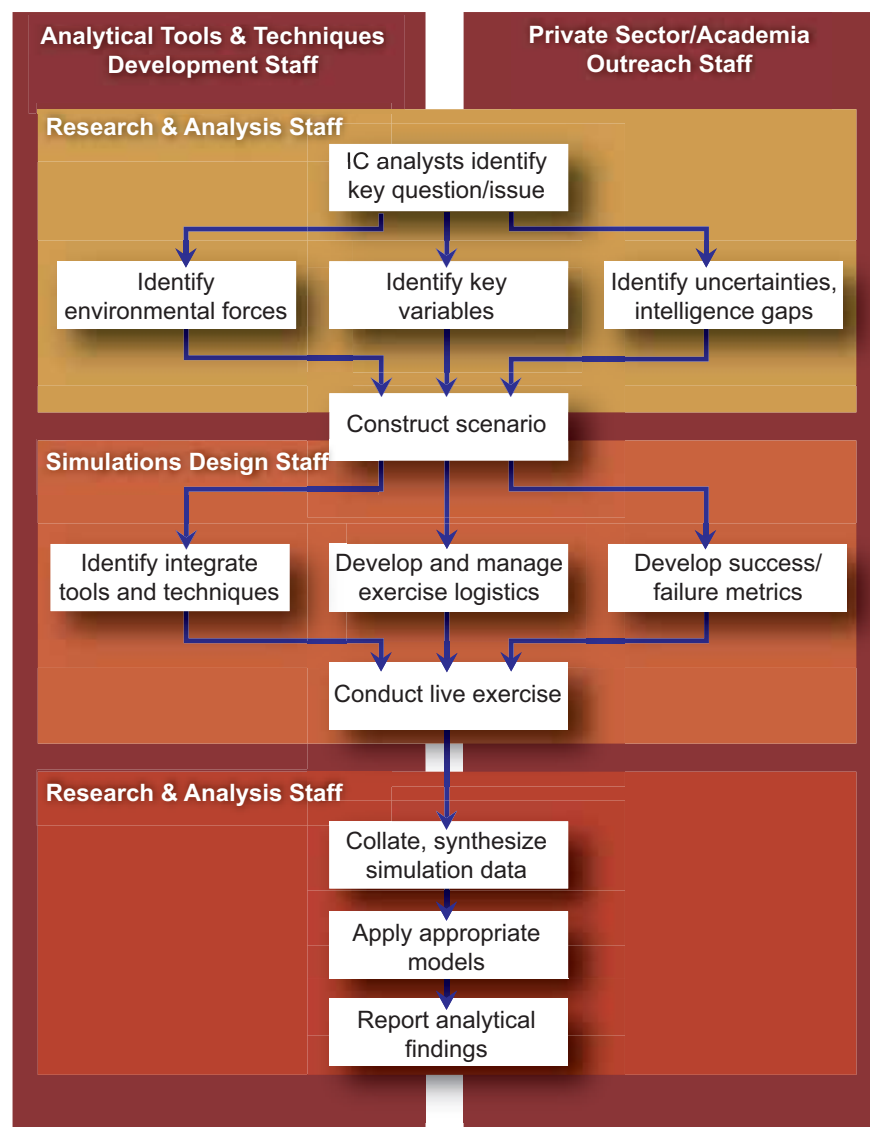 Analytical Tools & Techniques
Development Staff
Private Sector/Academia
Outreach Staff
Research & Analysis Staff
IC analysts identify
key question/issue
Identify
environmental forces
Identify key
variables
Identify uncertainties,
intelligence gaps
Construct scenario
Simulations Design Staff
Identify integrate
tools and techniques
Develop and manage
exercise logistics
Develop success/
failure metrics
Conduct live exercise
Research & Analysis Staff
Collate, synthesize
simulation data
Apply appropriate
models
Report analytical
findings